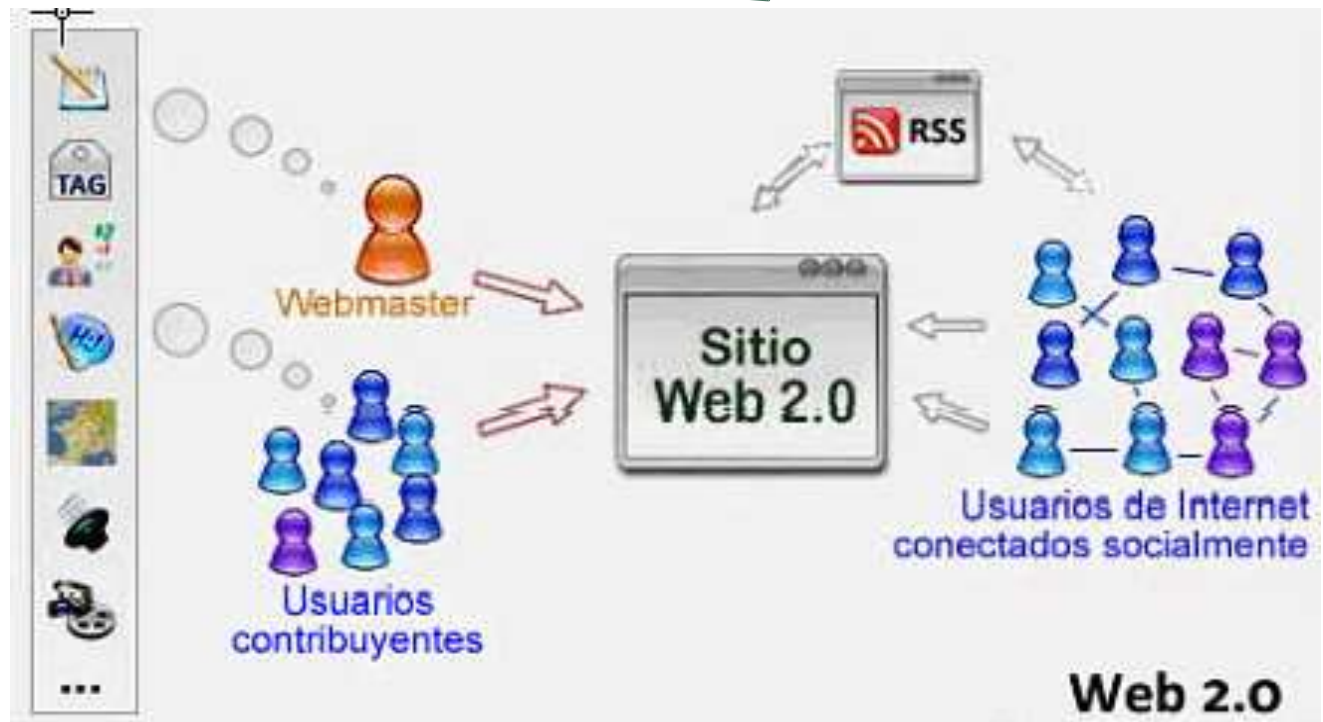 TAG
RSS
Webmaster
Sitio
Web 2.0
Usuarios
contribuyentes
Usuarios de Internet
conectados socialmente
...
Web 2.0